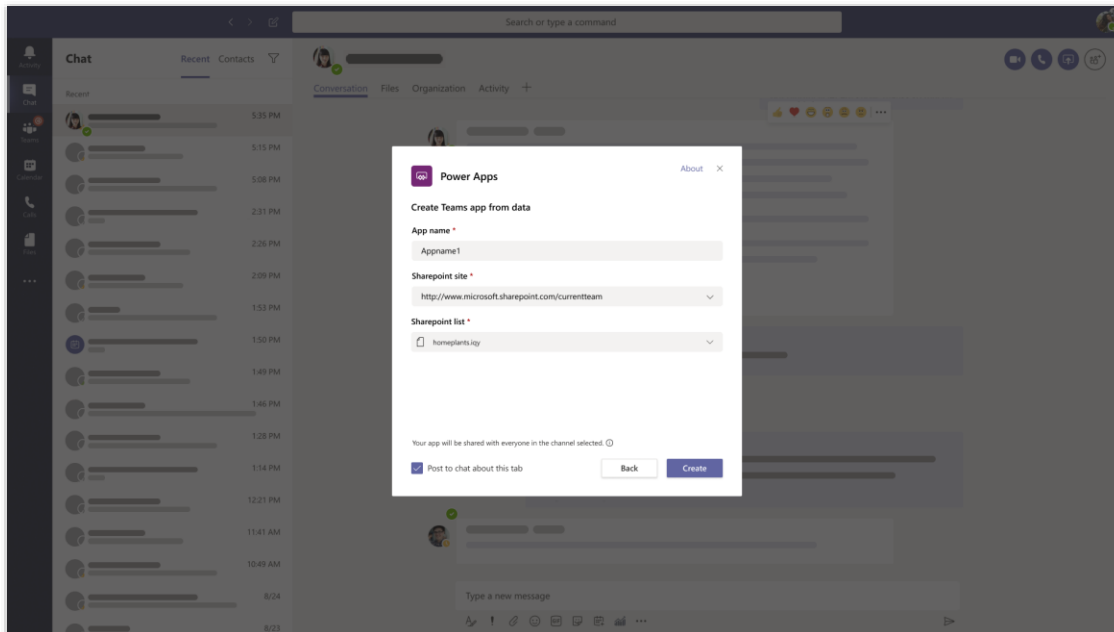 Search or type a command
Activity
Chat
Teams
Calendar
Calls
Files
Chat
Recent
Contacts
Recent
5:35 PM
5:15 PM
5:08 PM
2:31 PM
2:26 PM
2:09 PM
1:53 PM
1:50 PM
1:49 PM
1:46 PM
1:28 PM
1:14 PM
12:21 PM
11:41 AM
10:49 AM
8/24
8/23
Conversation Files Organization Activity
Power Apps
About
Create Teams app from data
App name *
Appname1
Sharepoint site *
http://www.microsoft.sharepoint.com/currentteam
Sharepoint list *
homeplants.iqy
Your app will be shared with everyone in the channel selected.
Post to chat about this tab
Back
Create
Type a new message